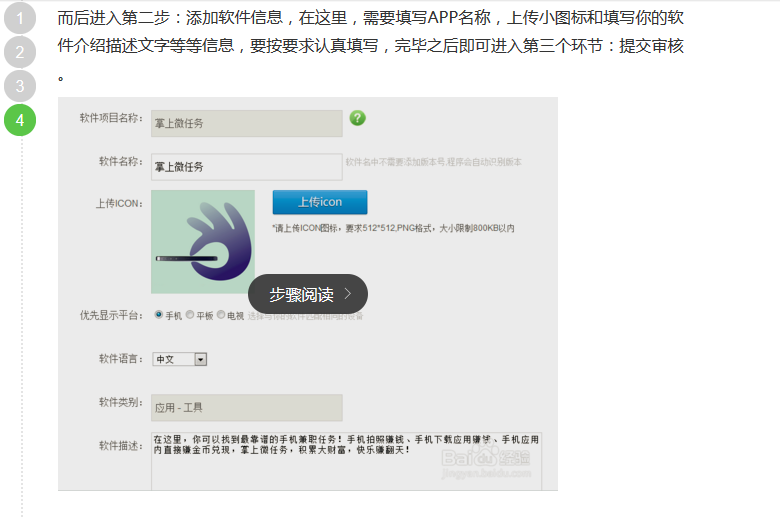 1
而后进入第二步：添加软件信息，在这里，需要填写APP名称，上传小图标和填写你的软
2
件介绍描述文字等等信息，要按要求认真填写，完毕之后即可进入第三个环节：提交审核
3
。
4
软件项目名称： 掌上微任务 ?
软件名称： 掌上微任务 软件名中不需要添加版本号,程序会自动识别版本
上传ICON： 上传icon
*请上传ICON图标，要求512*512,PNG格式，大小限制800KB以内
步骤阅读
优先显示平台： 手机 平板 电视
软件语言： 中文
软件类别： 应用 - 工具
软件描述： 在这里，你可以找到最靠谱的手机兼职任务！手机拍照赚钱、手机下载应用赚钱、手机应用
内直接赚金币兑现，掌上微任务，积累大财富，快乐赚翻天！
Baidu 经验
jingyan.baidu.com